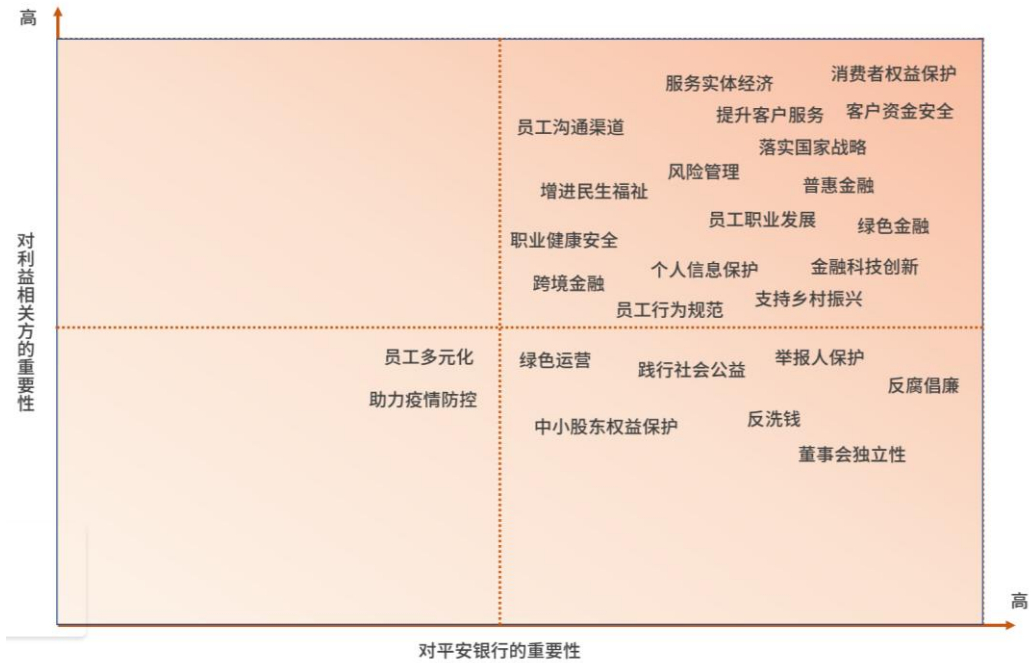 高
消费者权益保护
服务实体经济
客户资金安全
提升客户服务
员工沟通渠道
落实国家战略
风险管理
普惠金融
增进民生福祉
员工职业发展
绿色金融
职业健康安全
金融科技创新
个人信息保护
跨境金融
支持乡村振兴
员工行为规范
对利益相关方的重要性
员工多元化
绿色运营
举报人保护
践行社会公益
反腐倡廉
助力疫情防控
反洗钱
中小股东权益保护
董事会独立性
高
对平安银行的重要性